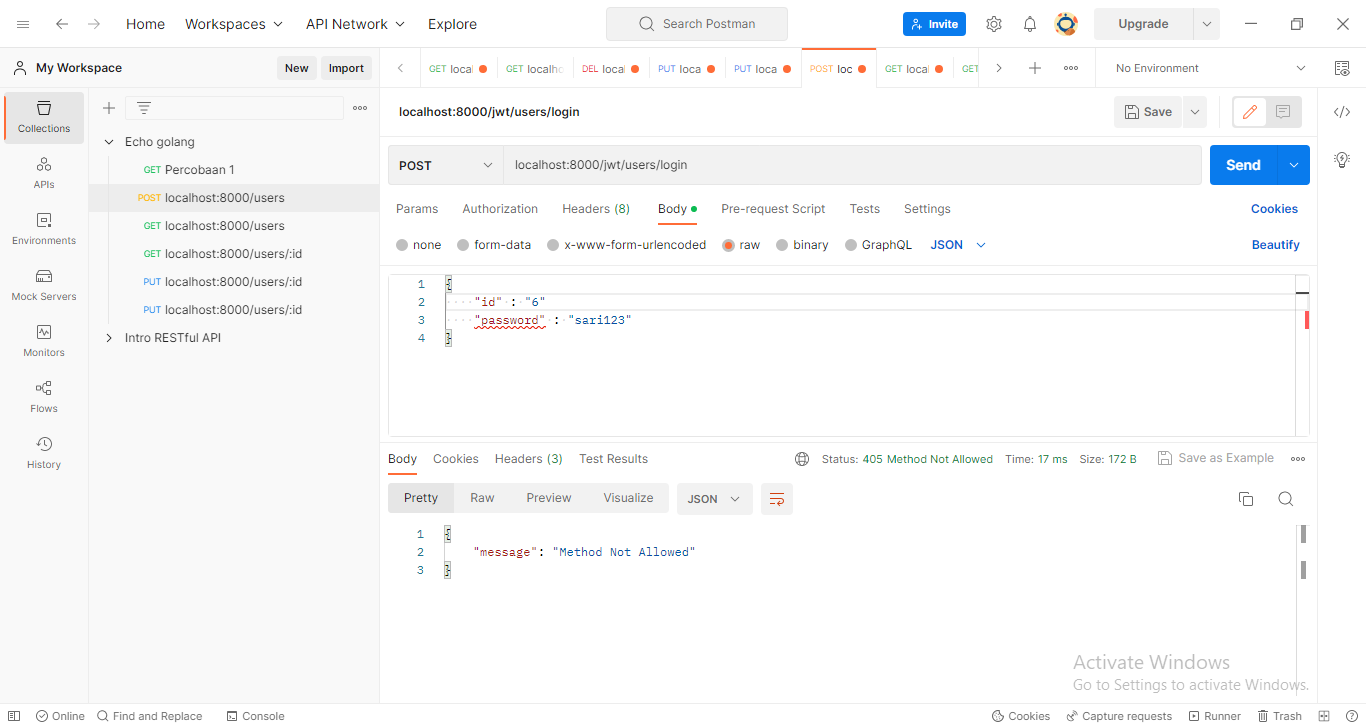 Home Workspaces API Network Explore Search Postman Invite Upgrade
My Workspace New Import
GET local DEL local PUT loca PUT loca POST loc GET local GET No Environment
Collections
APIs
Environments
Mock Servers
Monitors
Flows
History
Echo golang
GET Percobaan 1
POST localhost:8000/users
GET localhost:8000/users
GET localhost:8000/users/:id
PUT localhost:8000/users/:id
PUT localhost:8000/users/:id
Intro RESTful API
localhost:8000/jwt/users/login Save
POST localhost:8000/jwt/users/login Send
Params Authorization Headers (8) Body Pre-request Script Tests Settings Cookies
none form-data x-www-form-urlencoded raw binary GraphQL JSON Beautify
1 {
2 "id" : "6"
3 "password" : "sari123"
4 }
Body Cookies Headers (3) Test Results Status: 405 Method Not Allowed Time: 17 ms Size: 172 B Save as Example
Pretty Raw Preview Visualize JSON
1 {
2 "message": "Method Not Allowed"
3 }
Activate Windows
Go to Settings to activate Windows.
Online Find and Replace Console Cookies Capture requests Runner Trash